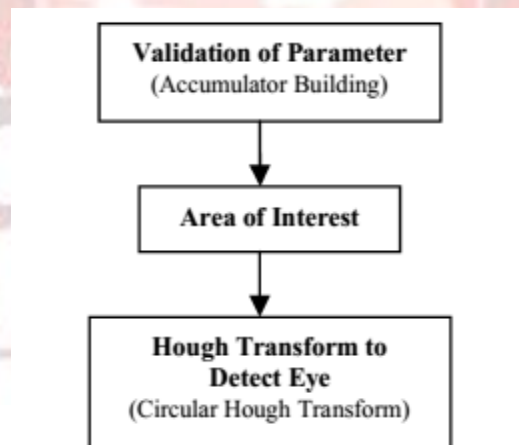 Validation of Parameter
(Accumulator Building)
Area of Interest
Hough Transform to
Detect Eye
(Circular Hough Transform)